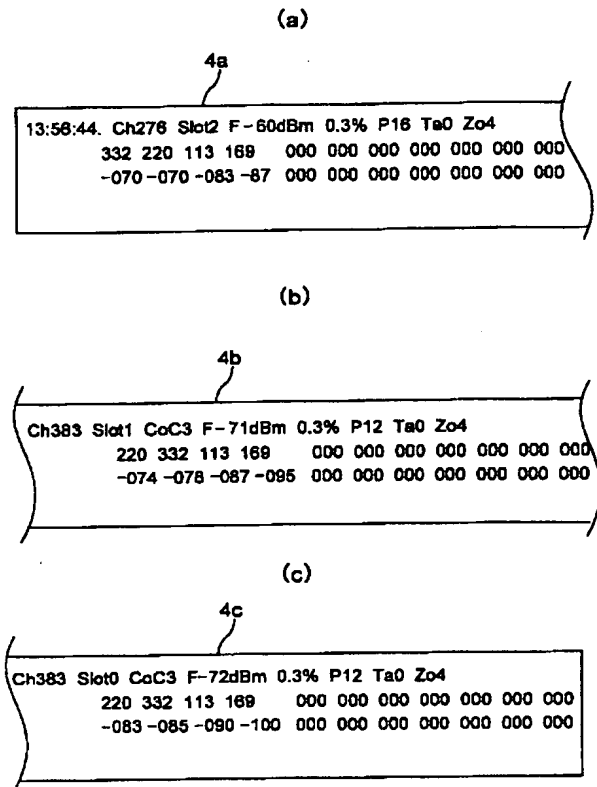 (a)
4a
13:56:44. Ch276 Slot2 F-60dBm 0.3% P16 Ta0 Zo4
332 220 113 169 000 000 000 000 000 000 000
-070 -070 -083 -87 000 000 000 000 000 000 000
(b)
4b
Ch383 Slot1 CoC3 F-71dBm 0.3% P12 Ta0 Zo4
220 332 113 169 000 000 000 000 000 000 000
-074 -078 -087 -095 000 000 000 000 000 000 000
(c)
4c
Ch383 Slot0 CoC3 F-72dBm 0.3% P12 Ta0 Zo4
220 332 113 169 000 000 000 000 000 000 000
-083 -085 -090 -100 000 000 000 000 000 000 000